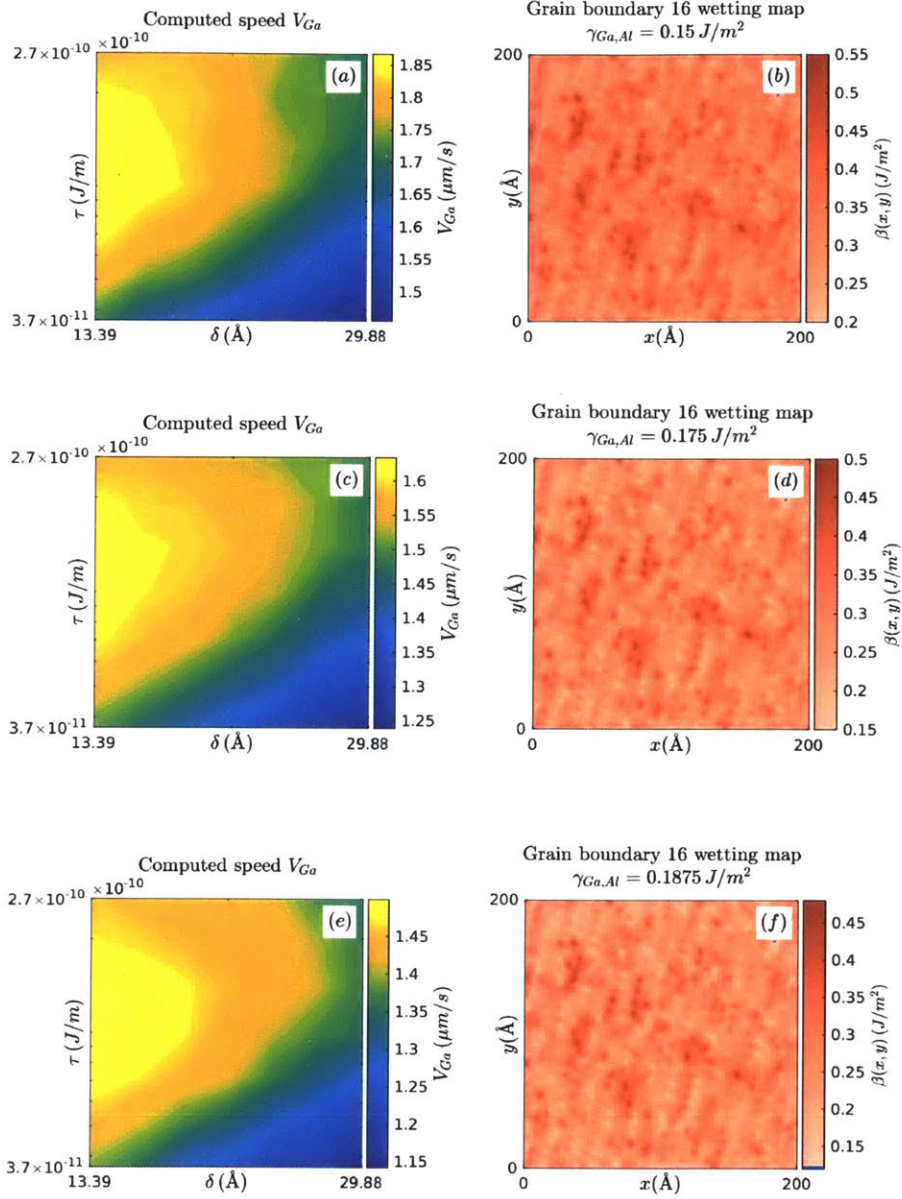 Computed speed V_Ga
2.7×10⁻¹⁰ ×10⁻¹⁰
(a)
1.85
1.8
1.75
1.7
1.65
1.6
1.55
1.5
V_Ga (μm/s)
τ (J/m)
3.7×10⁻¹¹
13.39
δ (Å)
29.88
Grain boundary 16 wetting map
γ_Ga,Al = 0.15 J/m²
200
(b)
0.55
0.5
0.45
0.4
0.35
0.3
0.25
0.2
β(x, y) (J/m²)
y(Å)
0
0
x(Å)
200
Computed speed V_Ga
2.7×10⁻¹⁰ ×10⁻¹⁰
(c)
1.6
1.55
1.5
1.45
1.4
1.35
1.3
1.25
V_Ga (μm/s)
τ (J/m)
3.7×10⁻¹¹
13.39
δ (Å)
29.88
Grain boundary 16 wetting map
γ_Ga,Al = 0.175 J/m²
200
(d)
0.5
0.45
0.4
0.35
0.3
0.25
0.2
0.15
β(x, y) (J/m²)
y(Å)
0
0
x(Å)
200
Computed speed V_Ga
2.7×10⁻¹⁰ ×10⁻¹⁰
(e)
1.45
1.4
1.35
1.3
1.25
1.2
1.15
V_Ga (μm/s)
τ (J/m)
3.7×10⁻¹¹
13.39
δ (Å)
29.88
Grain boundary 16 wetting map
γ_Ga,Al = 0.1875 J/m²
200
(f)
0.45
0.4
0.35
0.3
0.25
0.2
0.15
β(x, y) (J/m²)
y(Å)
0
0
x(Å)
200